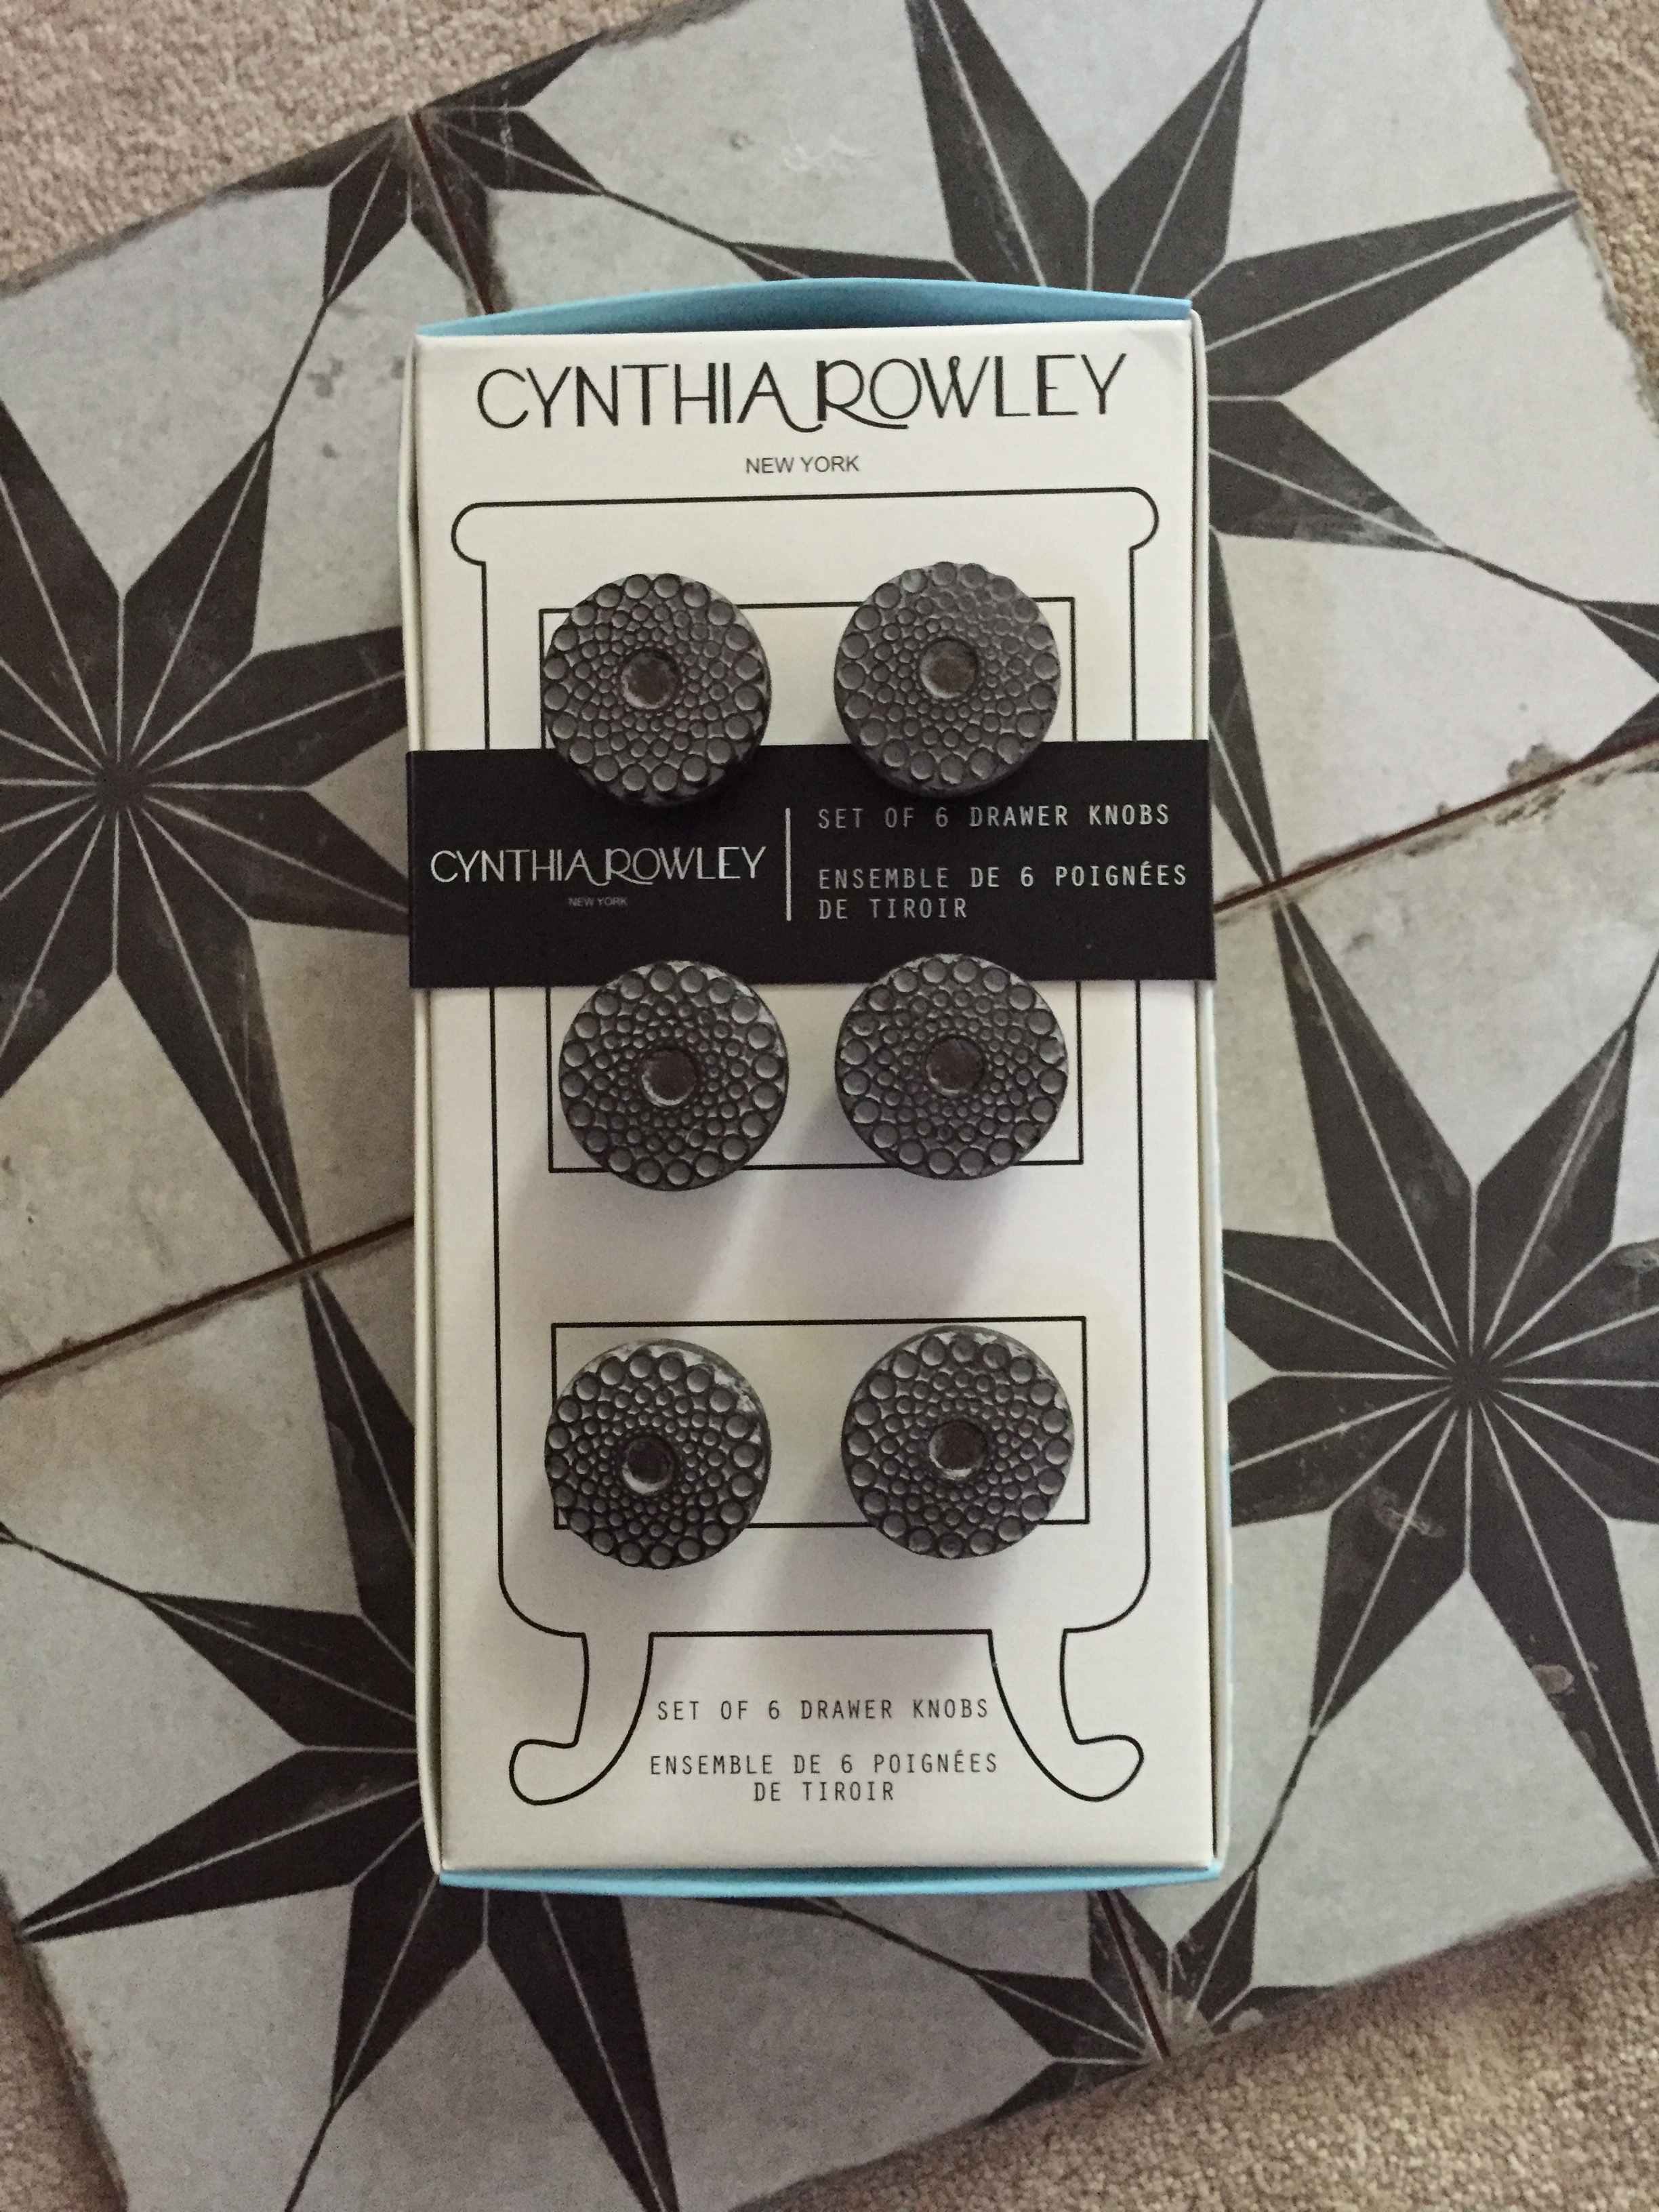 CYNTHIA ROWLEY
NEW YORK
CYNTHIA ROWLEY
NEW YORK
SET OF 6 DRAWER KNOBS
ENSEMBLE DE 6 POIGNÉES
DE TIROIR
SET OF 6 DRAWER KNOBS
ENSEMBLE DE 6 POIGNÉES
DE TIROIR